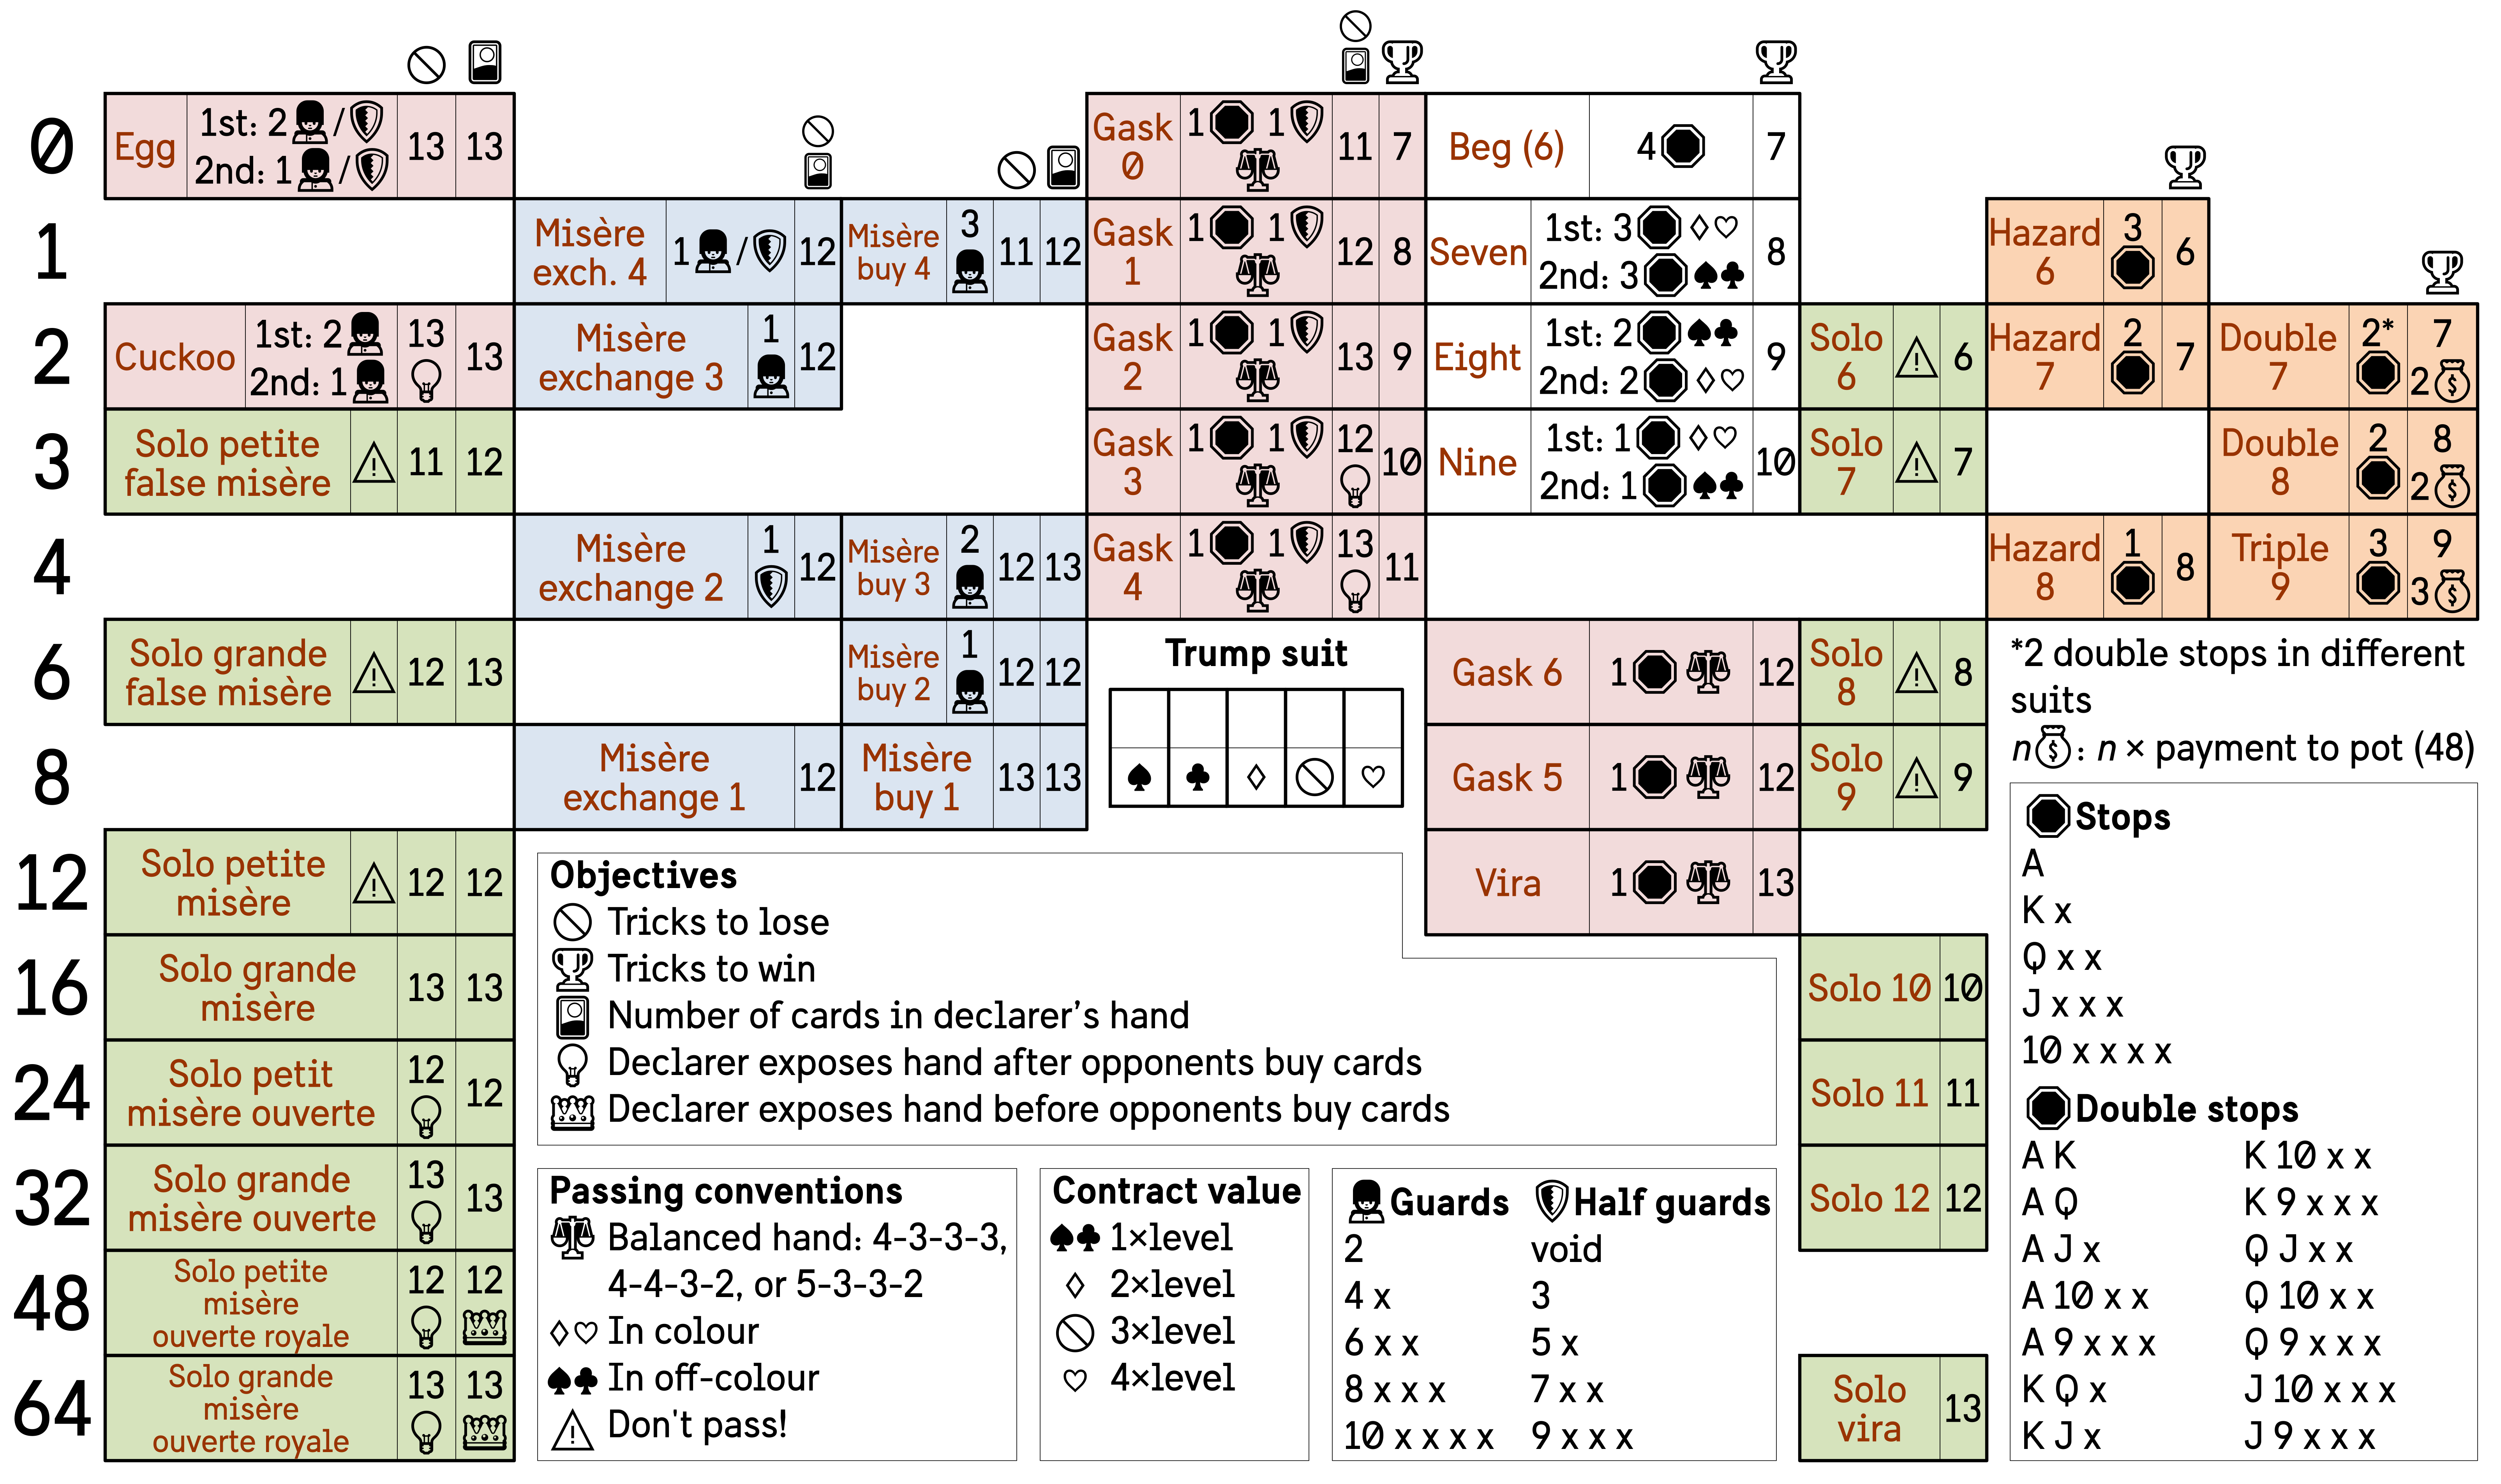 0
Egg
1st: 2 /
2nd: 1 /
13
13
Gask
0
1 1
11
7
Beg (6)
4
7
1
Misère
exch. 4
1 /
12
Misère
buy 4
3
11
12
Gask
1
1 1
12
8
Seven
1st: 3 ♢♡
2nd: 3 ♠♣
8
Hazard
6
3
6
2
Cuckoo
1st: 2
2nd: 1
13
13
Misère
exchange 3
1
12
Gask
2
1 1
13
9
Eight
1st: 2 ♠♣
2nd: 2 ♢♡
9
Solo
6
6
Hazard
7
2
7
Double
7
2*
7
2
3
Solo petite
false misère
11
12
Gask
3
1 1
12
10
Nine
1st: 1 ♢♡
2nd: 1 ♠♣
10
Solo
7
7
Double
8
2
8
2
4
Misère
exchange 2
1
12
Misère
buy 3
2
12
13
Gask
4
1 1
13
11
Hazard
8
1
8
Triple
9
3
9
3
6
Solo grande
false misère
12
13
Misère
buy 2
1
12
12
Gask 6
1
12
Solo
8
8
8
Misère
exchange 1
12
Misère
buy 1
13
13
Gask 5
1
12
Solo
9
9
12
Solo petite
misère
12
12
Vira
1
13
16
Solo grande
misère
13
13
Solo 10
10
24
Solo petit
misère ouverte
12
12
Solo 11
11
32
Solo grande
misère ouverte
13
13
Solo 12
12
48
Solo petite
misère
ouverte royale
12
12
64
Solo grande
misère
ouverte royale
13
13
Solo
vira
13
Trump suit
♠ ♣ ♢ ♡
*2 double stops in different
suits
n : n × payment to pot (48)
Objectives
Tricks to lose
Tricks to win
Number of cards in declarer's hand
Declarer exposes hand after opponents buy cards
Declarer exposes hand before opponents buy cards
Passing conventions
Balanced hand: 4-3-3-3,
4-4-3-2, or 5-3-3-2
♢♡ In colour
♠♣ In off-colour
Don't pass!
Contract value
♠♣ 1×level
♢ 2×level
3×level
♡ 4×level
Guards
2
4 x
6 x x
8 x x x
10 x x x x
Half guards
void
3
5 x
7 x x
9 x x x
Stops
A
K x
Q x x
J x x x
10 x x x x
Double stops
A K
A Q
A J x
A 10 x x
A 9 x x x
K Q x
K J x
K 10 x x
K 9 x x x
Q J x x
Q 10 x x
Q 9 x x x
J 10 x x x
J 9 x x x